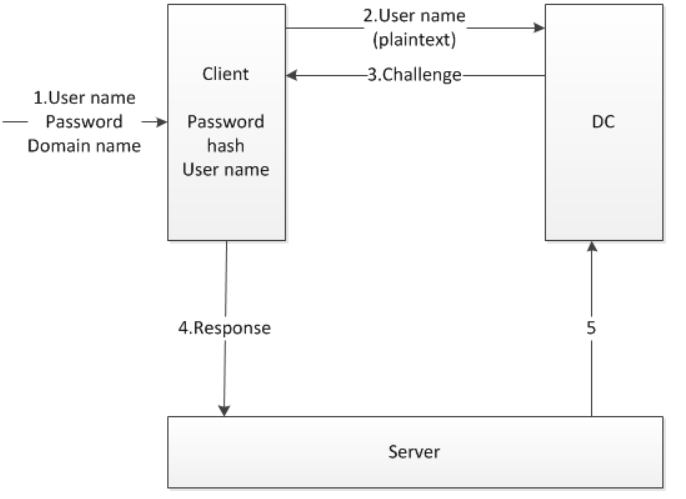 2.User name
(plaintext)
3.Challenge
Client
1.User name
Password
Domain name
Password
hash
User name
DC
4.Response
5
Server